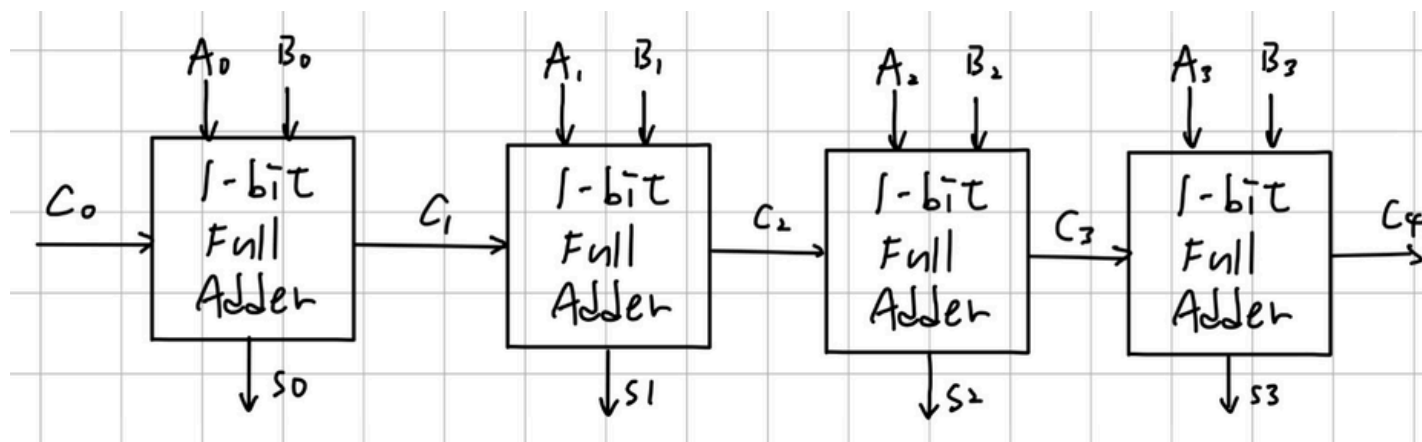 A₀ B₀ A₁ B₁ A₂ B₂ A₃ B₃
C₀ C₁ C₂ C₃ C₄
1-bit Full Adder
1-bit Full Adder
1-bit Full Adder
1-bit Full Adder
S0 S1 S2 S3